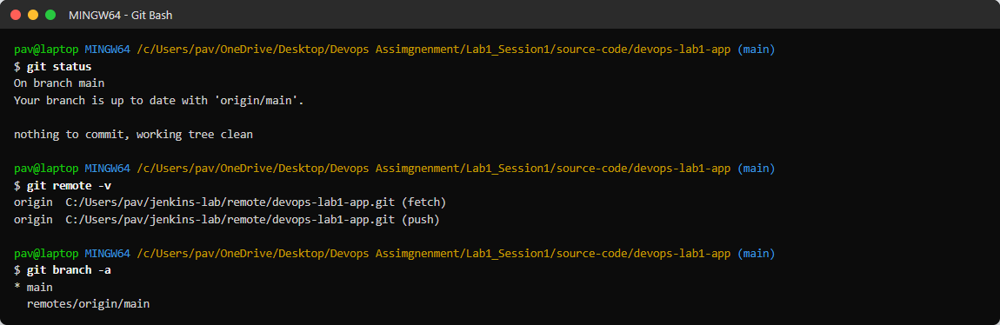 MINGW64 - Git Bash
pav@laptop MINGW64 /c/Users/pav/OneDrive/Desktop/Devops Assimgnenment/Lab1_Session1/source-code/devops-lab1-app (main)
$ git status
On branch main
Your branch is up to date with 'origin/main'.
nothing to commit, working tree clean
pav@laptop MINGW64 /c/Users/pav/OneDrive/Desktop/Devops Assimgnenment/Lab1_Session1/source-code/devops-lab1-app (main)
$ git remote -v
origin  C:/Users/pav/jenkins-lab/remote/devops-lab1-app.git (fetch)
origin  C:/Users/pav/jenkins-lab/remote/devops-lab1-app.git (push)
pav@laptop MINGW64 /c/Users/pav/OneDrive/Desktop/Devops Assimgnenment/Lab1_Session1/source-code/devops-lab1-app (main)
$ git branch -a
* main
  remotes/origin/main